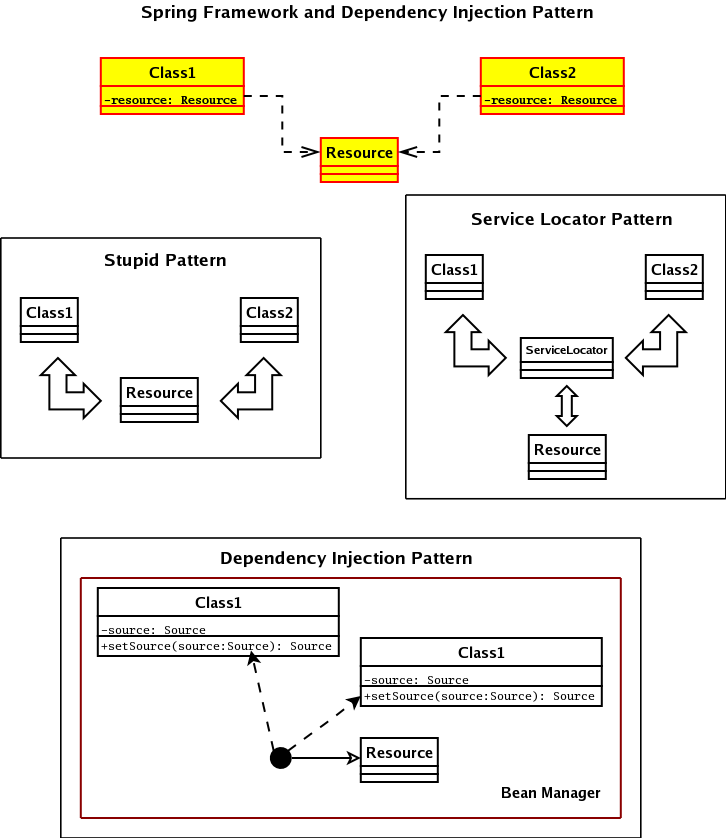 Spring Framework and Dependency Injection Pattern
Class1
-resource: Resource
Class2
-resource: Resource
Resource
Stupid Pattern
Class1
Class2
Resource
Service Locator Pattern
Class1
Class2
ServiceLocator
Resource
Dependency Injection Pattern
Class1
-source: Source
+setSource(source:Source): Source
Class1
-source: Source
+setSource(source:Source): Source
Resource
Bean Manager